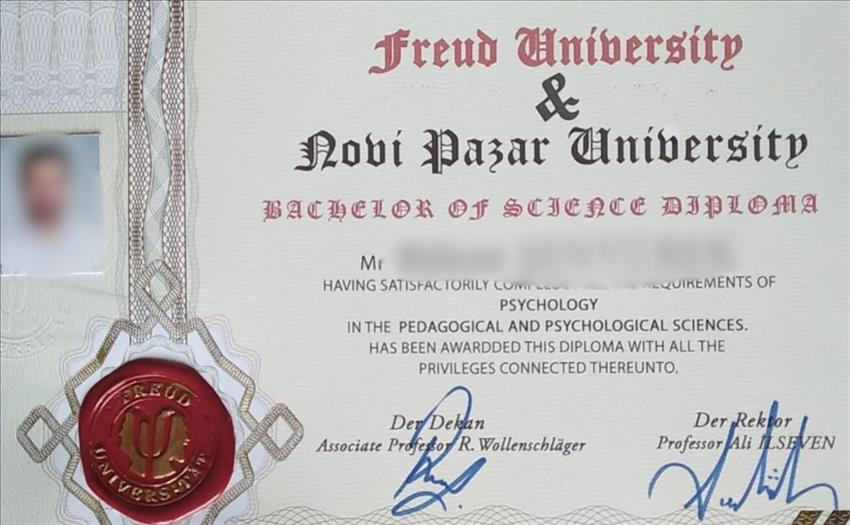 Freud University
&
Novi Pazar University
BACHELOR OF SCIENCE DIPLOMA
Mr
HAVING SATISFACTORILY REQUIREMENTS OF
PSYCHOLOGY
IN THE PEDAGOGICAL AND PSYCHOLOGICAL SCIENCES.
HAS BEEN AWARDDED THIS DIPLOMA WITH ALL THE
PRIVILEGES CONNECTED THEREUNTO.
Der Dekan
Associate Professor R. Wollenschläger
Der Rektor
Professor Ali ILSEVEN
FREUD
UNIVERSITÄT